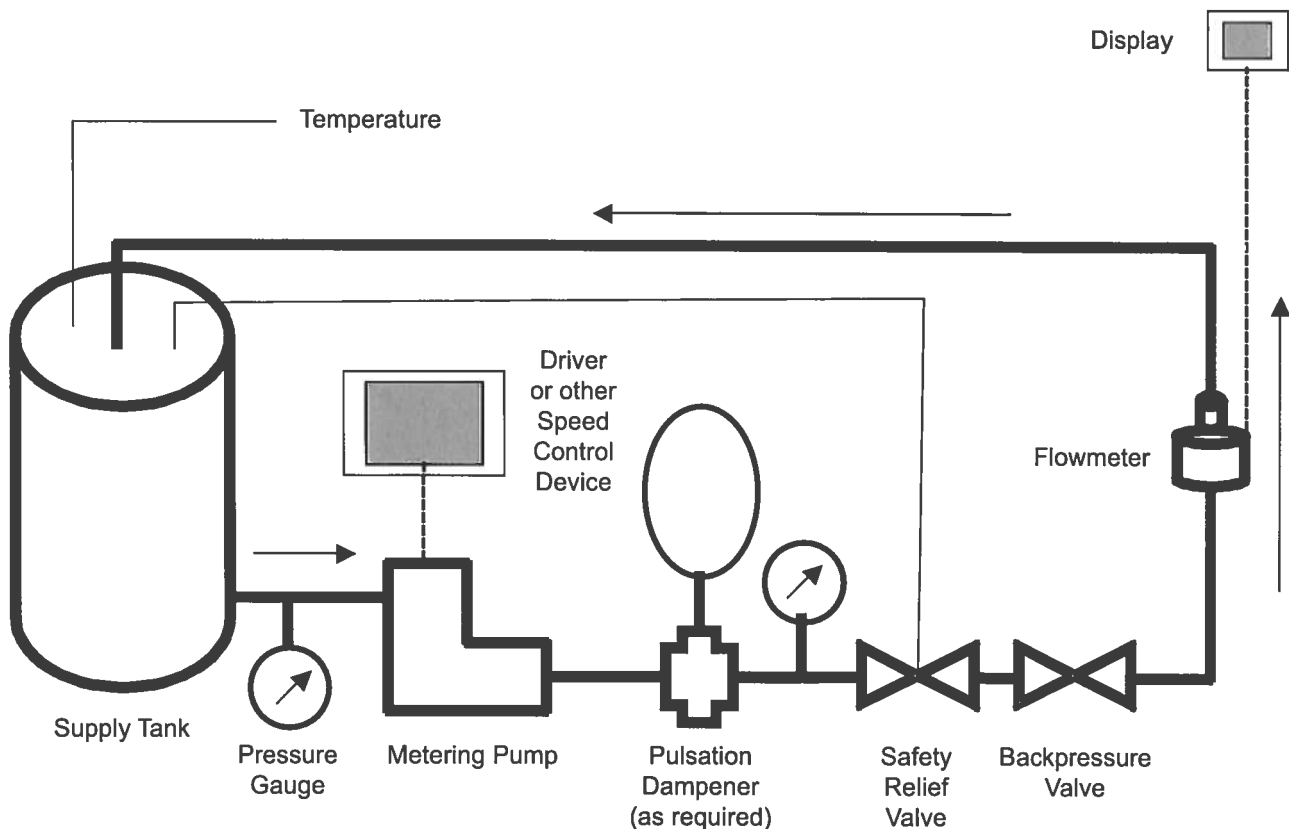 Display
Temperature
Driver
or other
Speed
Control
Device
Flowmeter
Supply Tank
Pressure
Gauge
Metering Pump
Pulsation
Dampener
(as required)
Safety
Relief
Valve
Backpressure
Valve